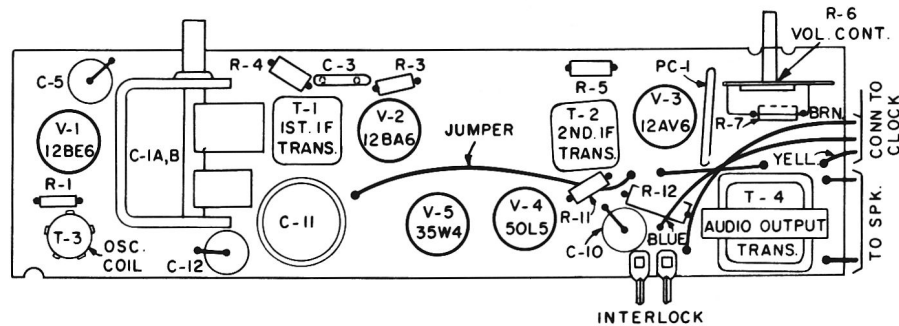 R-6
VOL. CONT.
C-5
R-4
C-3
R-3
R-5
PC-1
V-1
12BE6
C-1A,B
T-1
1ST. IF
TRANS.
V-2
12BA6
JUMPER
T-2
2ND. IF
TRANS.
V-3
12AV6
R-7
BRN.
CONN TO
CLOCK
YELL.
R-1
T-3
OSC.
COIL
C-12
C-11
V-5
35W4
V-4
50L5
R-11
R-12
C-10
BLUE
T-4
AUDIO OUTPUT
TRANS.
TO SPK.
INTERLOCK